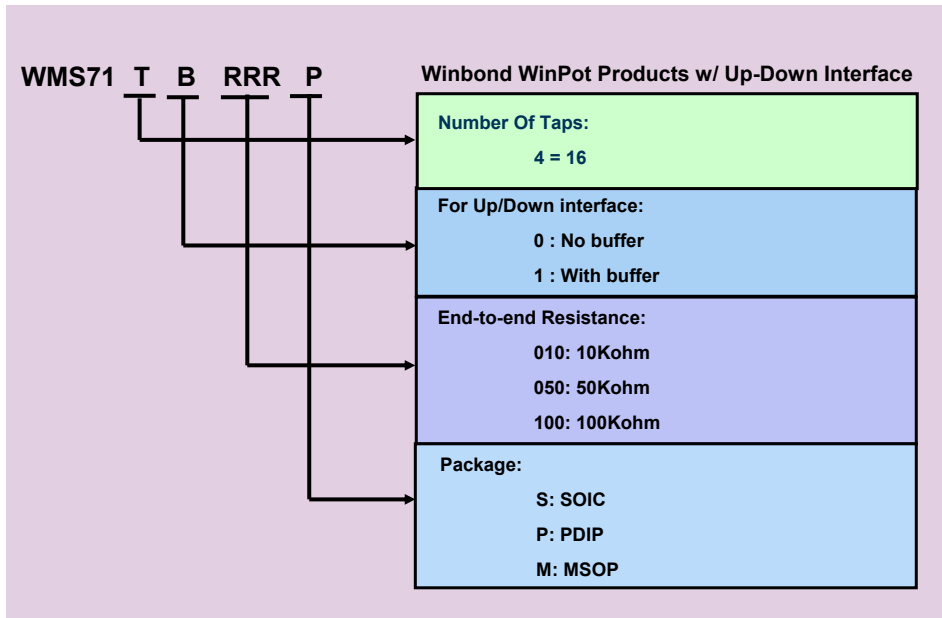 WMS71 T B RRR P
Winbond WinPot Products w/ Up-Down Interface
Number Of Taps:
4 = 16
For Up/Down interface:
0 : No buffer
1 : With buffer
End-to-end Resistance:
010: 10Kohm
050: 50Kohm
100: 100Kohm
Package:
S: SOIC
P: PDIP
M: MSOP